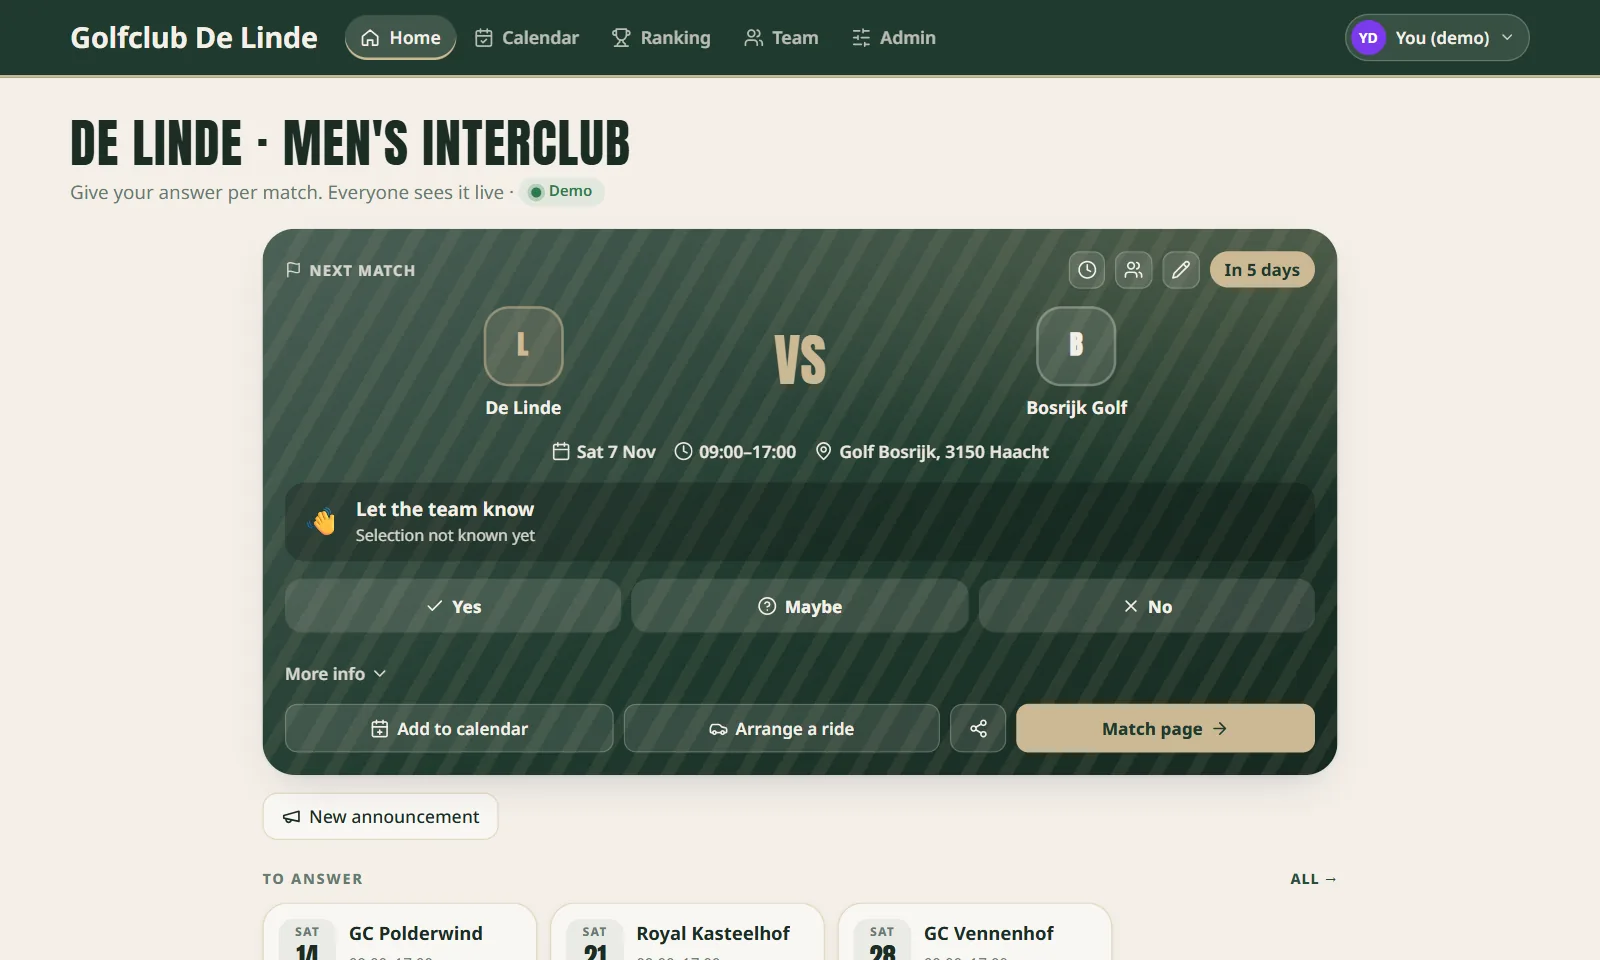 Golfclub De Linde Home Calendar Ranking Team Admin YD You (demo)
DE LINDE · MEN'S INTERCLUB
Give your answer per match. Everyone sees it live · Demo
NEXT MATCH In 5 days
L VS B
De Linde Bosrijk Golf
Sat 7 Nov 09:00–17:00 Golf Bosrijk, 3150 Haacht
Let the team know
Selection not known yet
Yes Maybe No
More info
Add to calendar Arrange a ride Match page →
New announcement
TO ANSWER ALL →
SAT GC Polderwind SAT Royal Kasteelhof SAT GC Vennenhof
14 21 28